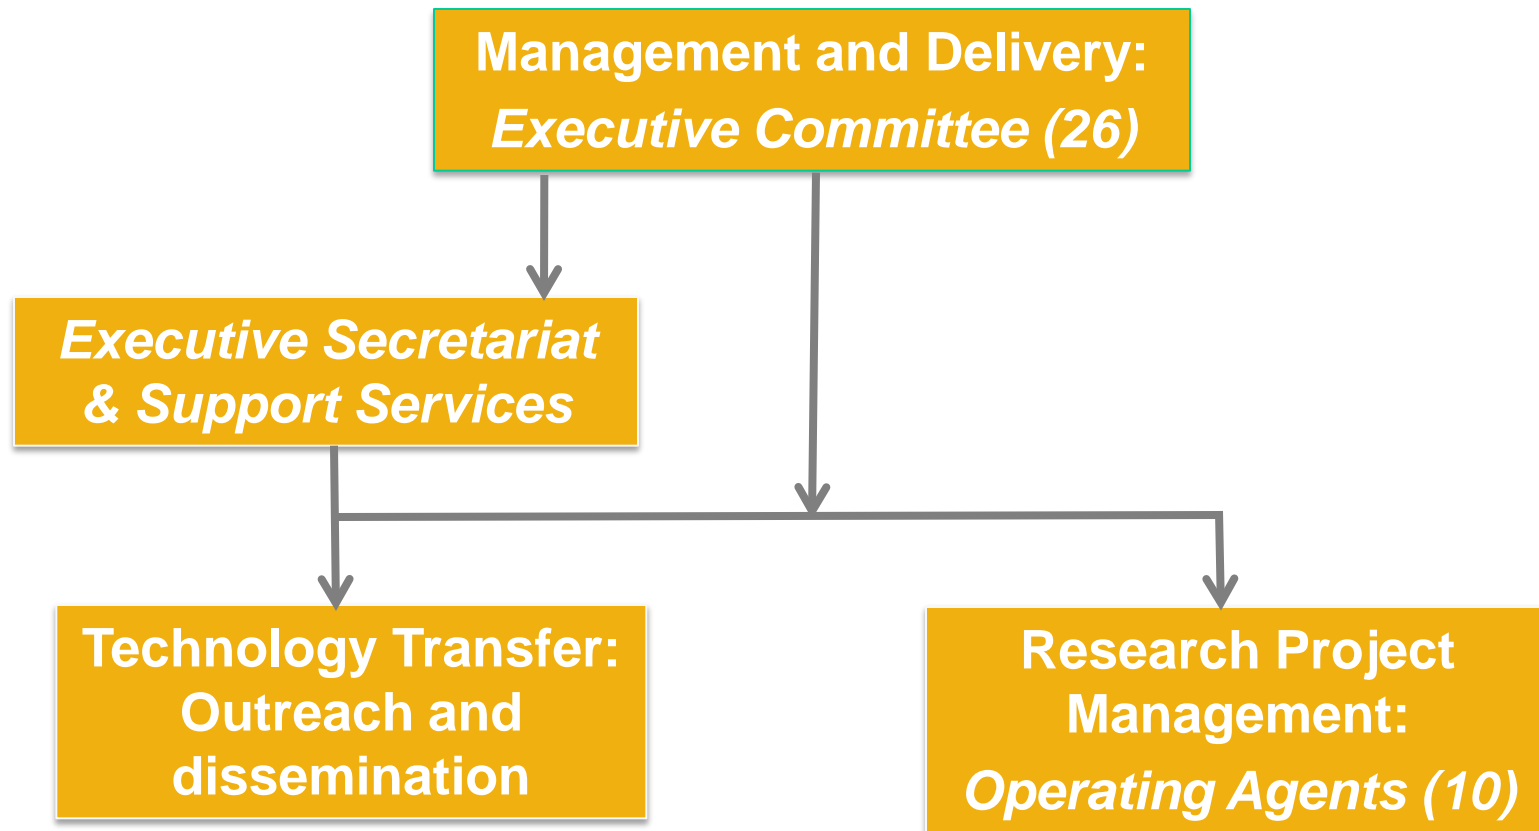 Management and Delivery:
Executive Committee (26)
Executive Secretariat
& Support Services
Technology Transfer:
Outreach and
dissemination
Research Project
Management:
Operating Agents (10)